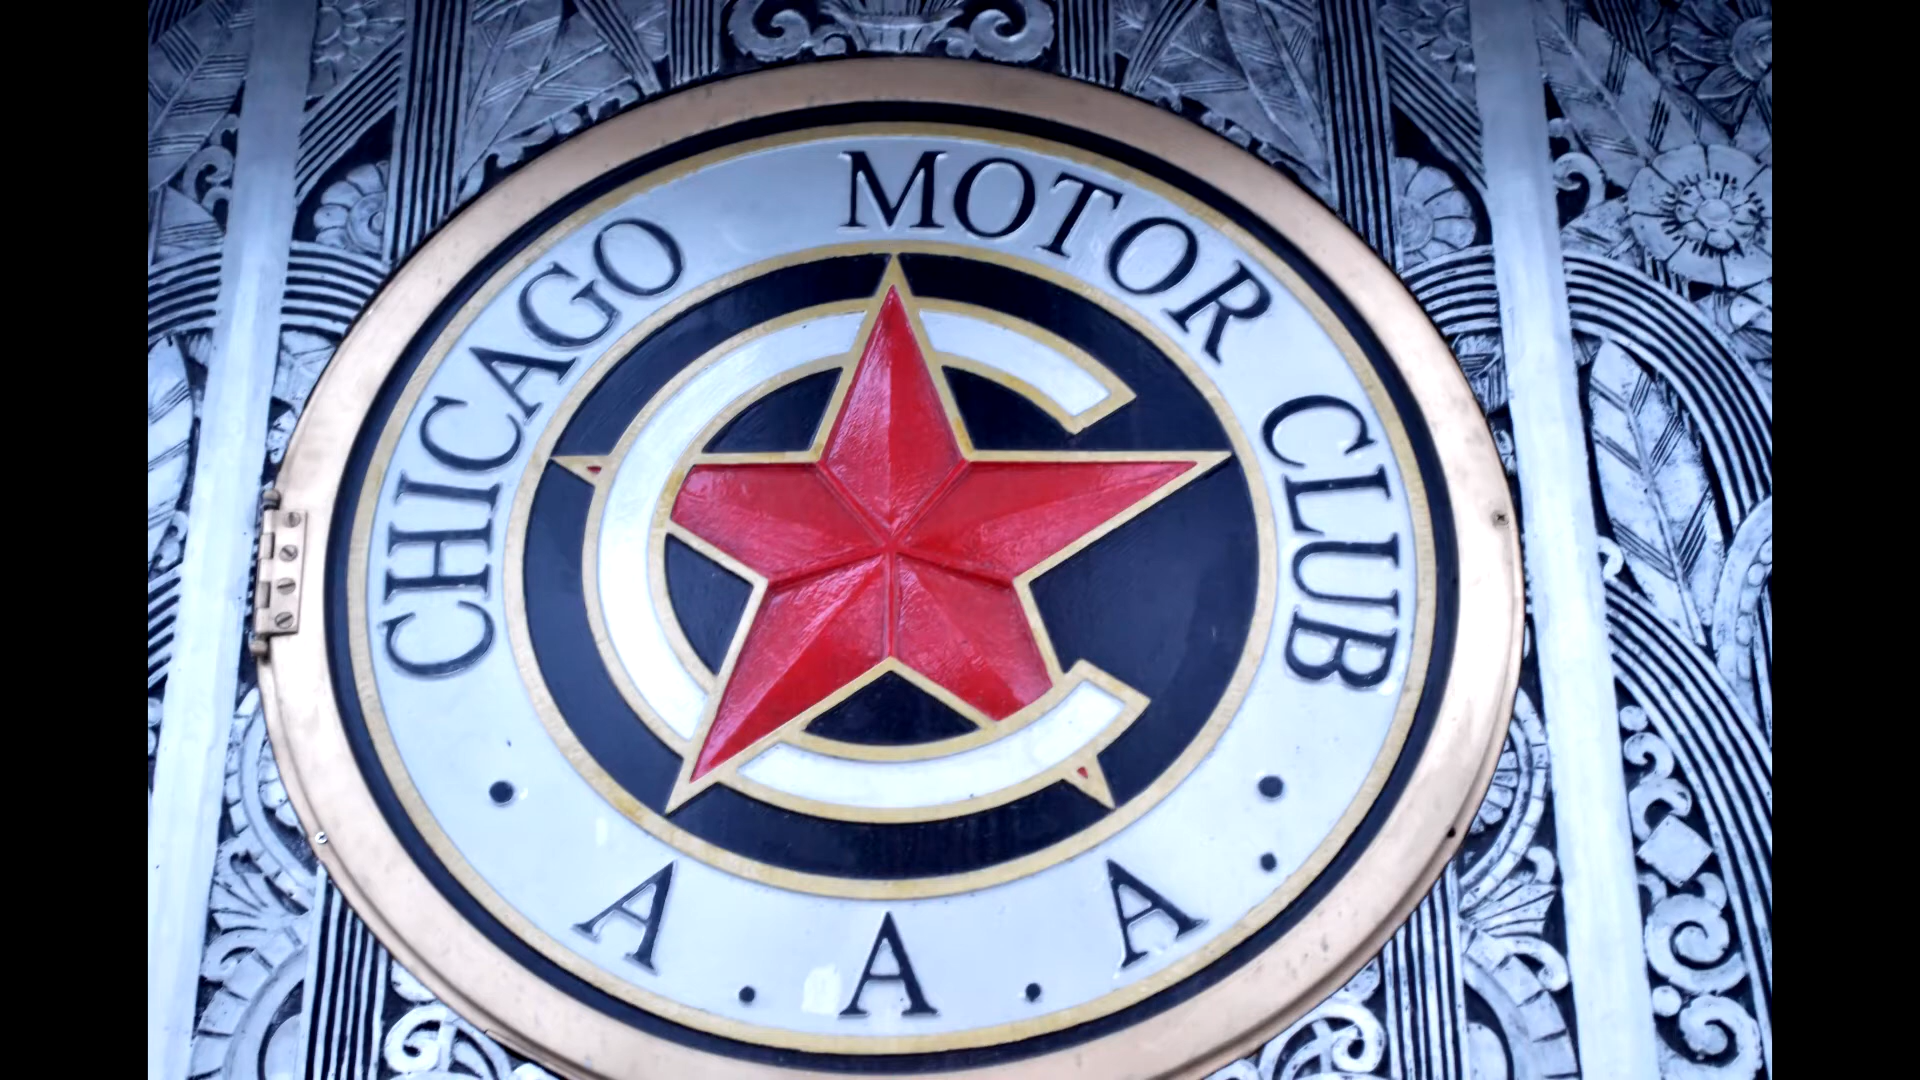 CHICAGO MOTOR CLUB
• A . A . A . •